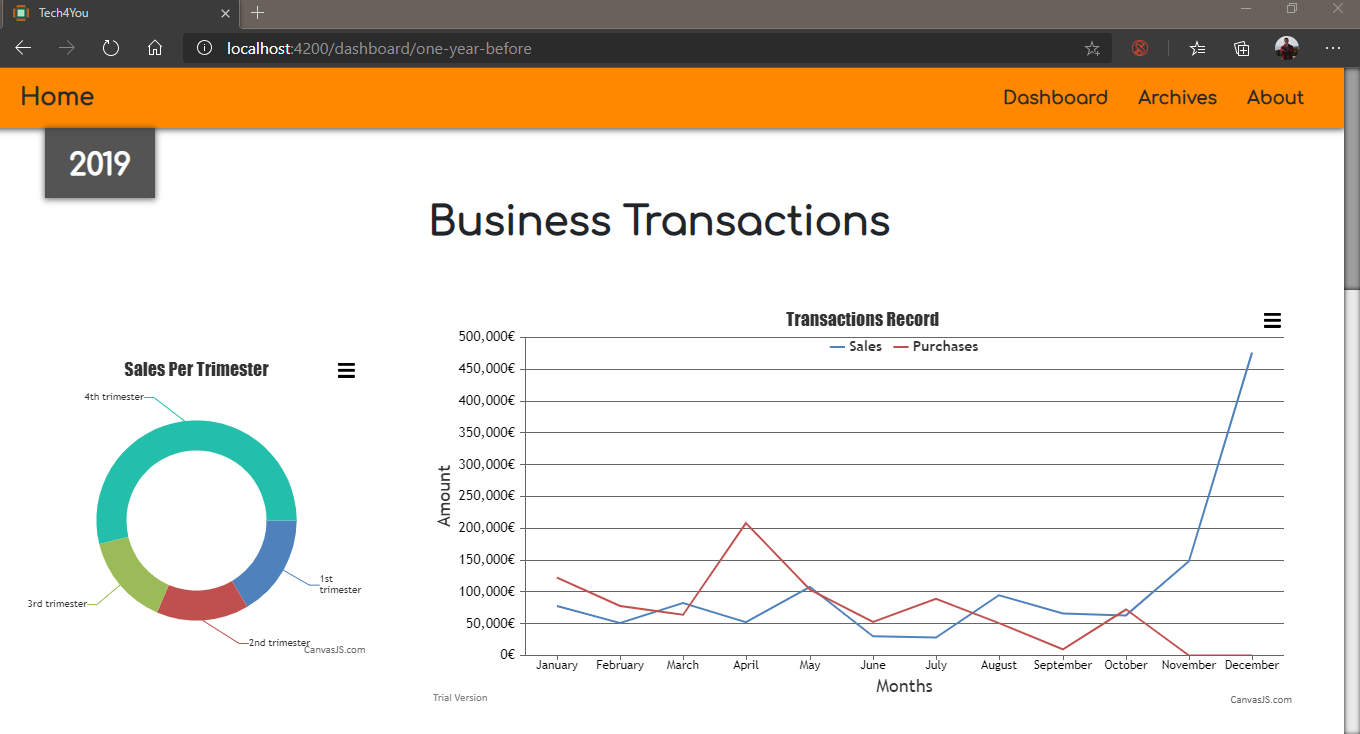 Tech4You
localhost:4200/dashboard/one-year-before
Home
Dashboard
Archives
About
2019
Business Transactions
Sales Per Trimester
4th trimester
1st
trimester
3rd trimester
2nd trimester
CanvasJS.com
Transactions Record
Sales
Purchases
500,000€
450,000€
400,000€
350,000€
300,000€
250,000€
200,000€
150,000€
100,000€
50,000€
0€
Amount
January
February
March
April
May
June
July
August
September
October
November
December
Months
Trial Version
CanvasJS.com